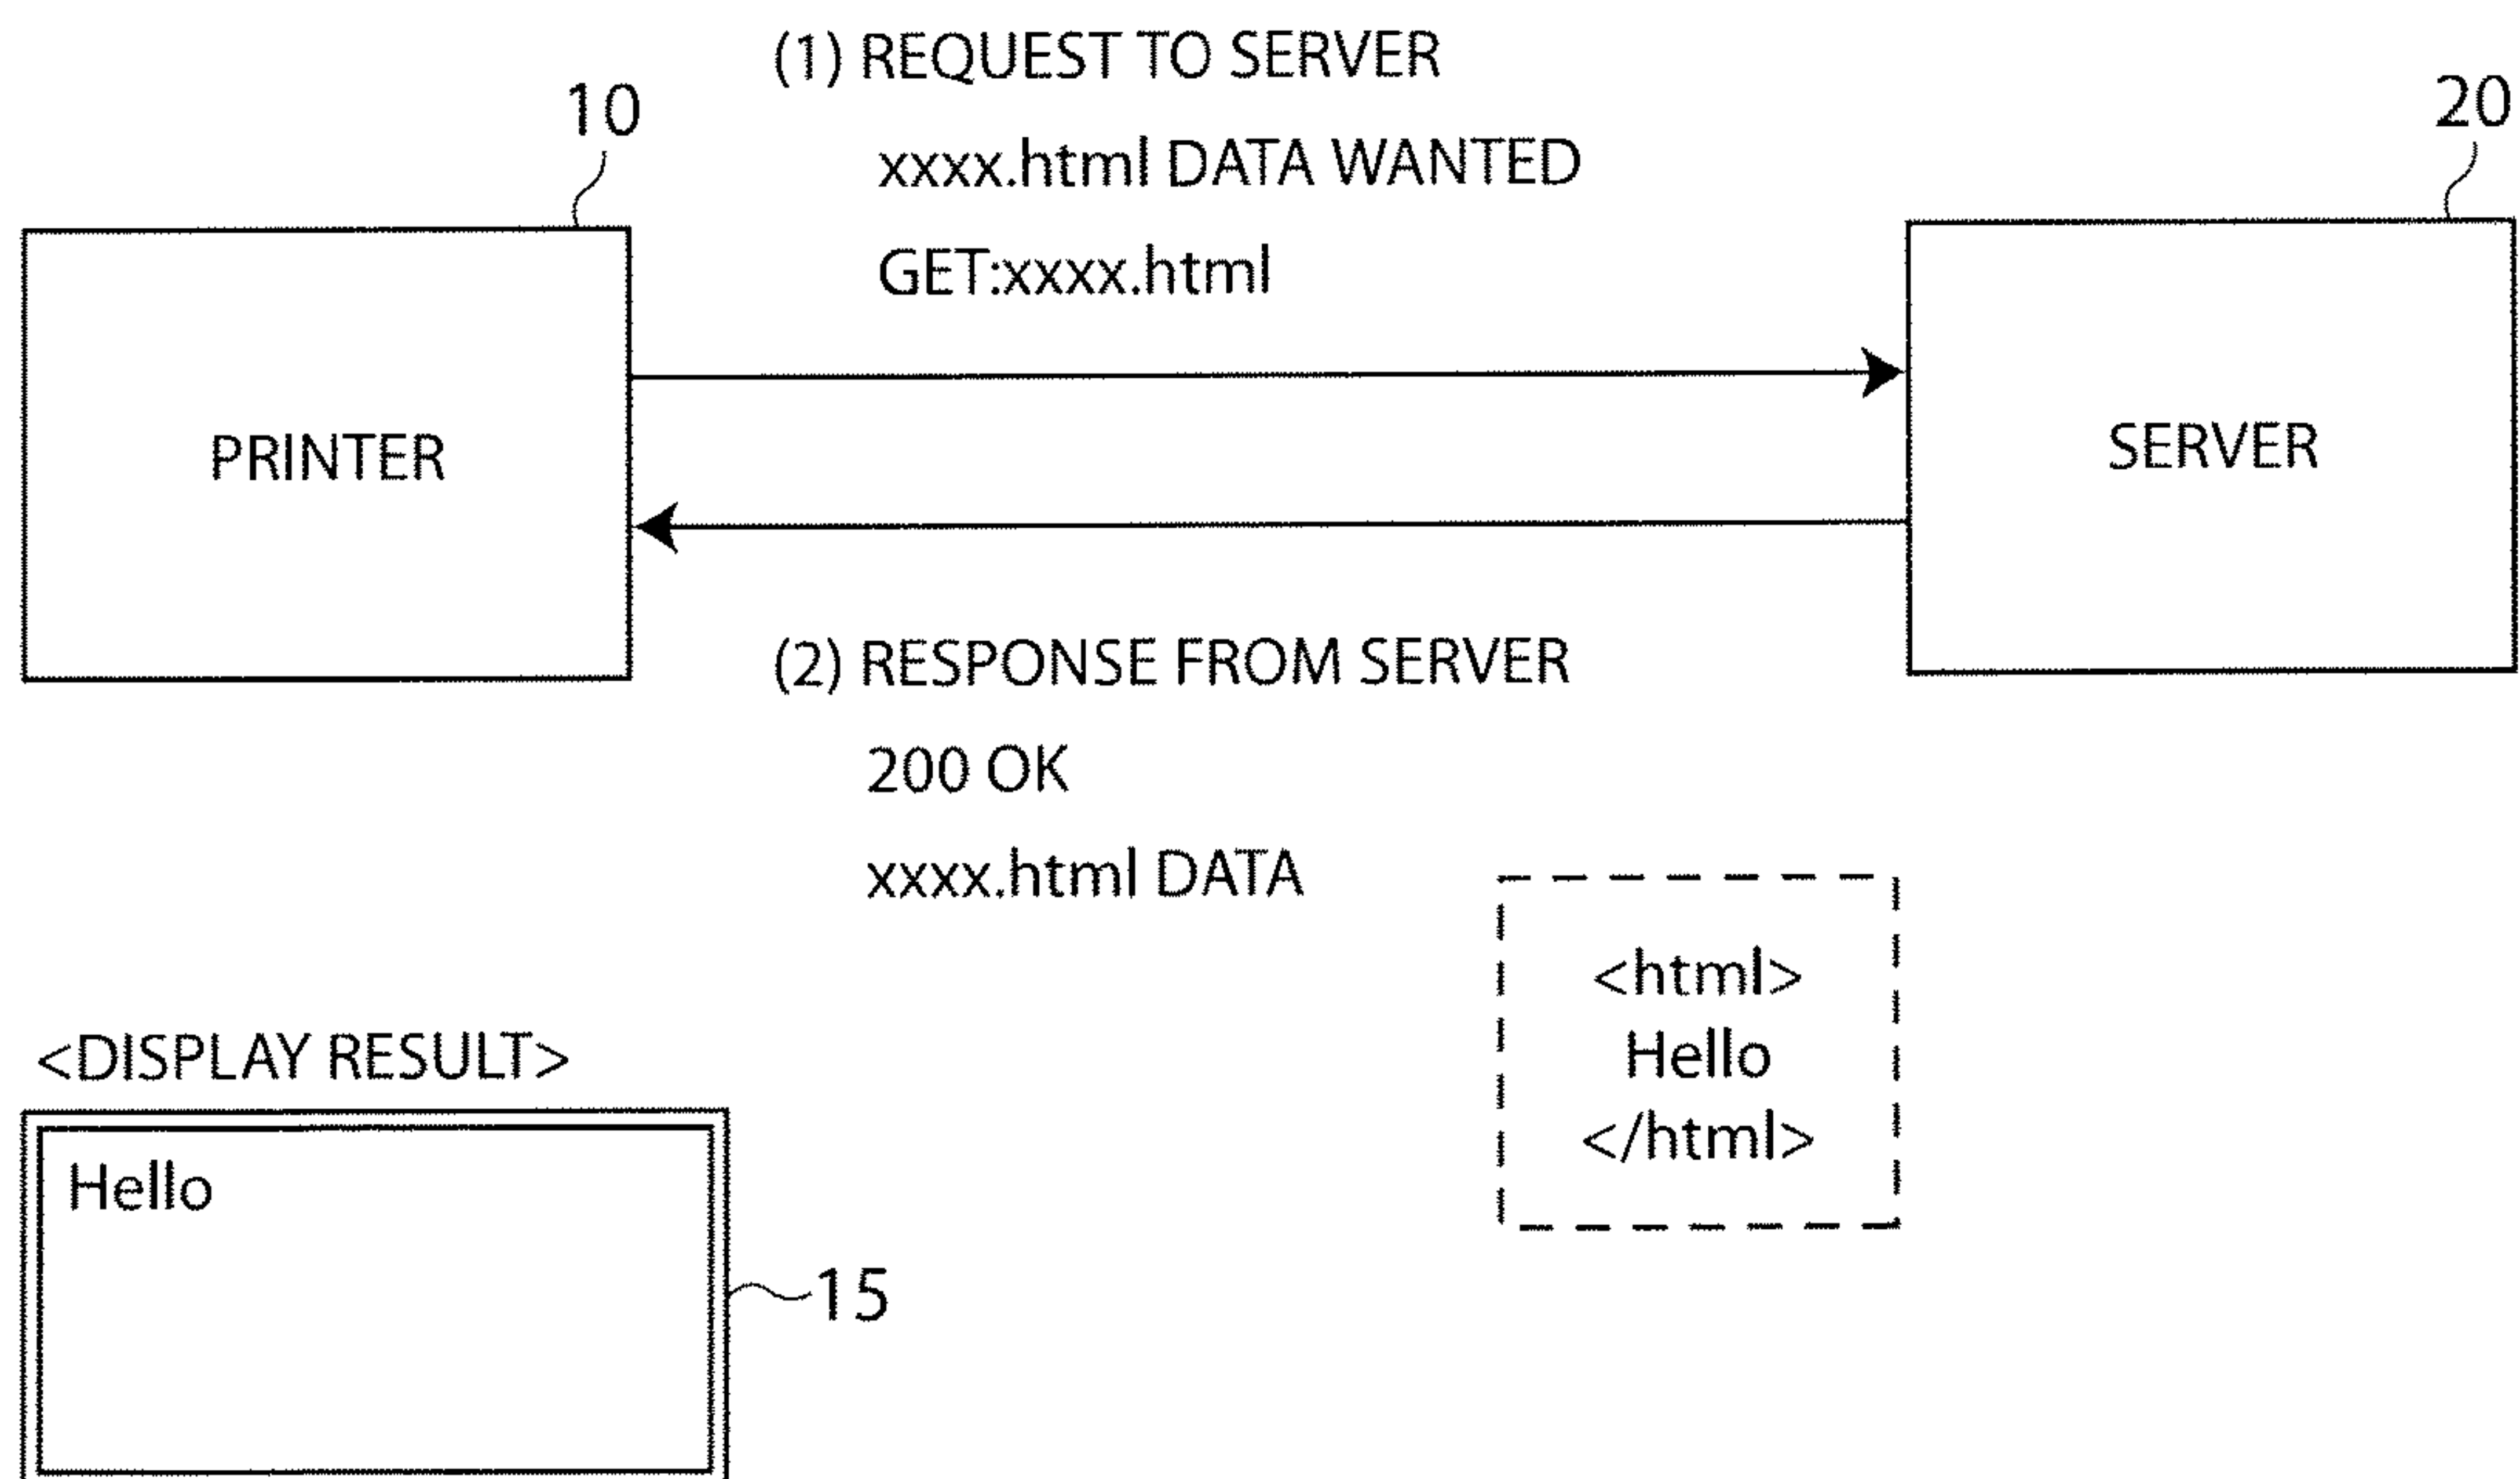 (1) REQUEST TO SERVER
10
20
xxxx.html DATA WANTED
GET:xxxx.html
PRINTER
SERVER
(2) RESPONSE FROM SERVER
200 OK
xxxx.html DATA
<html>
Hello
</html>
<DISPLAY RESULT>
Hello
15